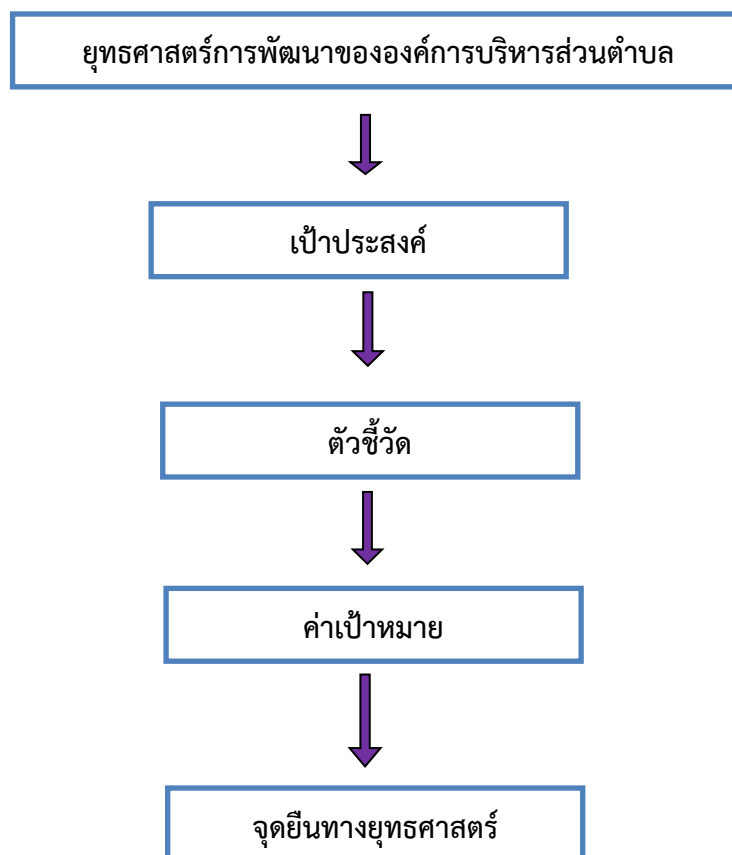 ยุทธศาสตร์การพัฒนาขององค์การบริหารส่วนตำบล
เป้าประสงค์
ตัวชี้วัด
ค่าเป้าหมาย
จุดยืนทางยุทธศาสตร์